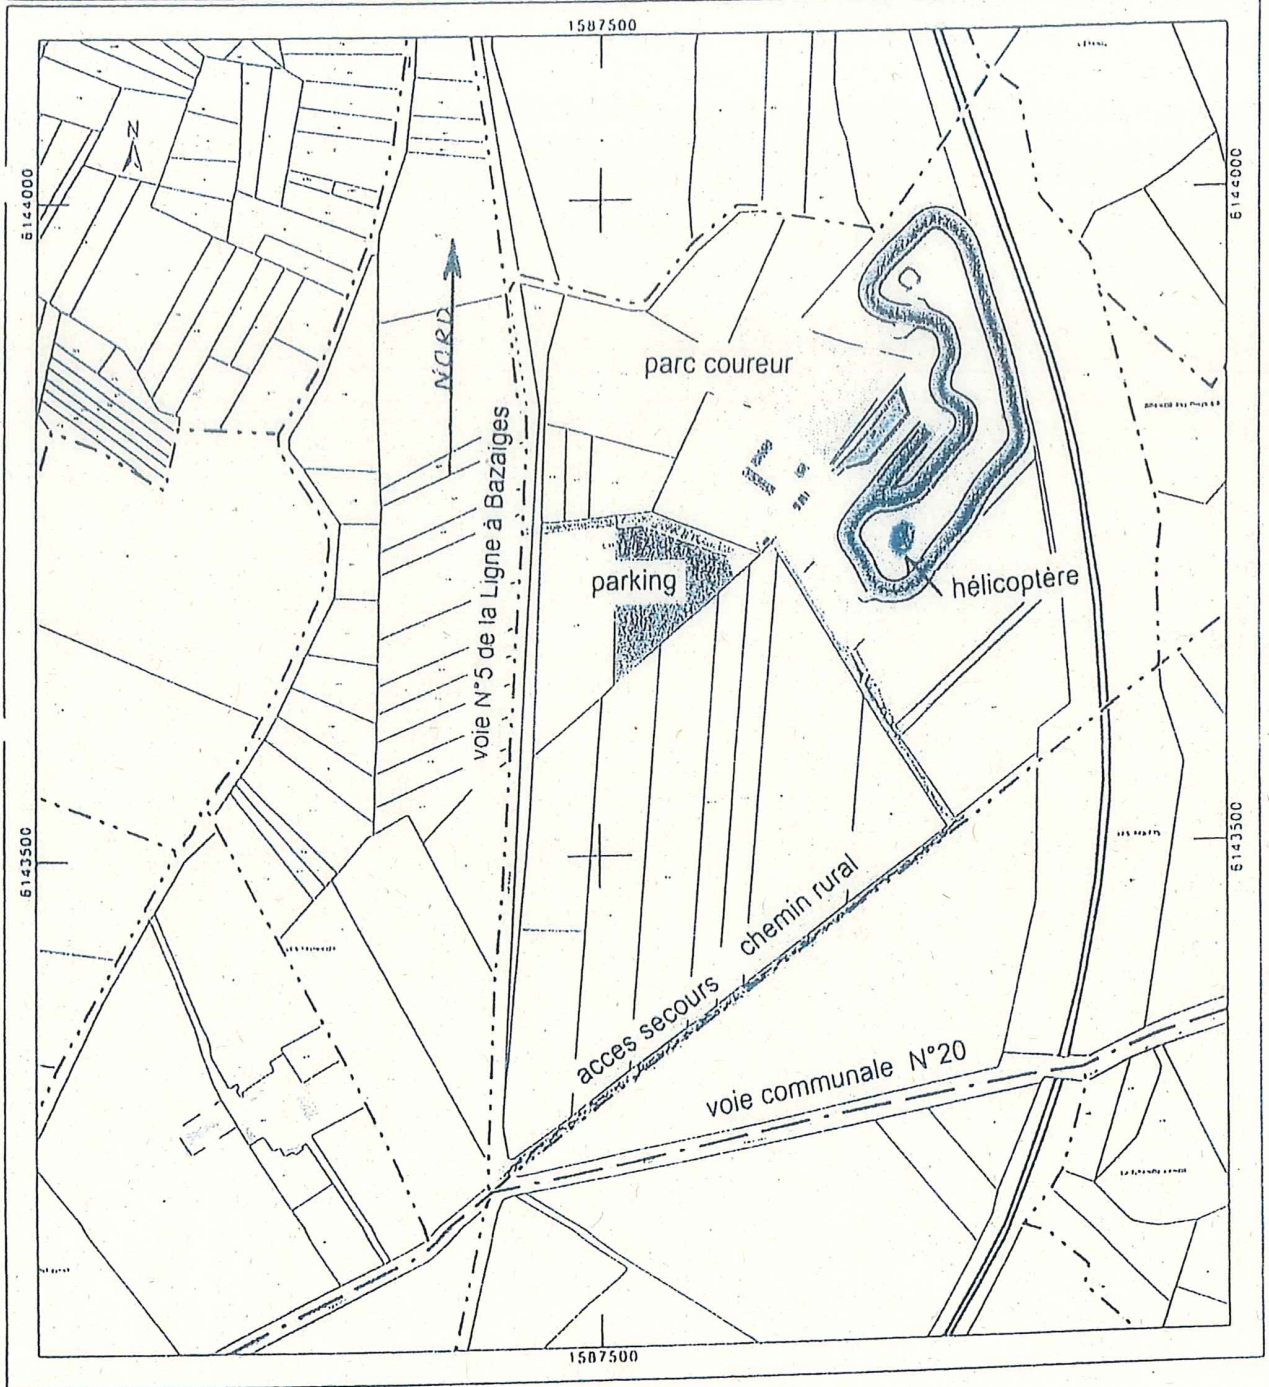 1587500
N
6144000
6144000
NORD
parc coureur
voie N°5 de la Ligne à Bazaiges
parking
hélicoptère
6143500
6143500
chemin rural
acces secours
voie communale N°20
1587500